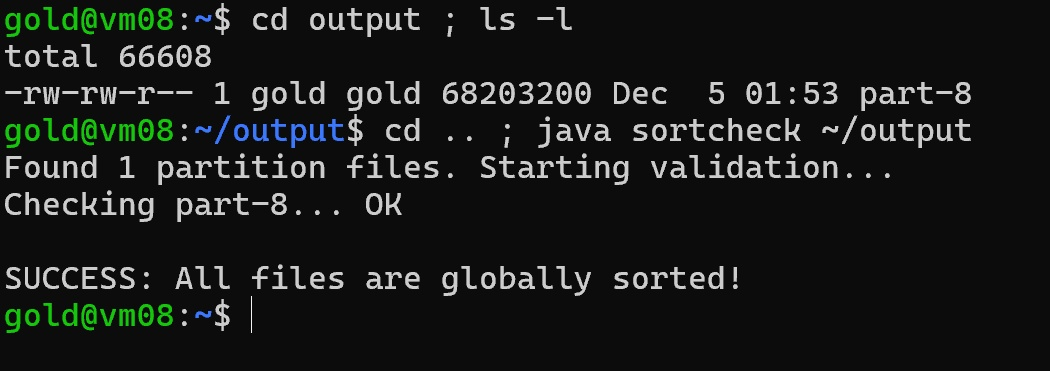 gold@vm08:~$ cd output ; ls -l
total 66608
-rw-rw-r-- 1 gold gold 68203200 Dec  5 01:53 part-8
gold@vm08:~/output$ cd .. ; java sortcheck ~/output
Found 1 partition files. Starting validation...
Checking part-8... OK

SUCCESS: All files are globally sorted!
gold@vm08:~$